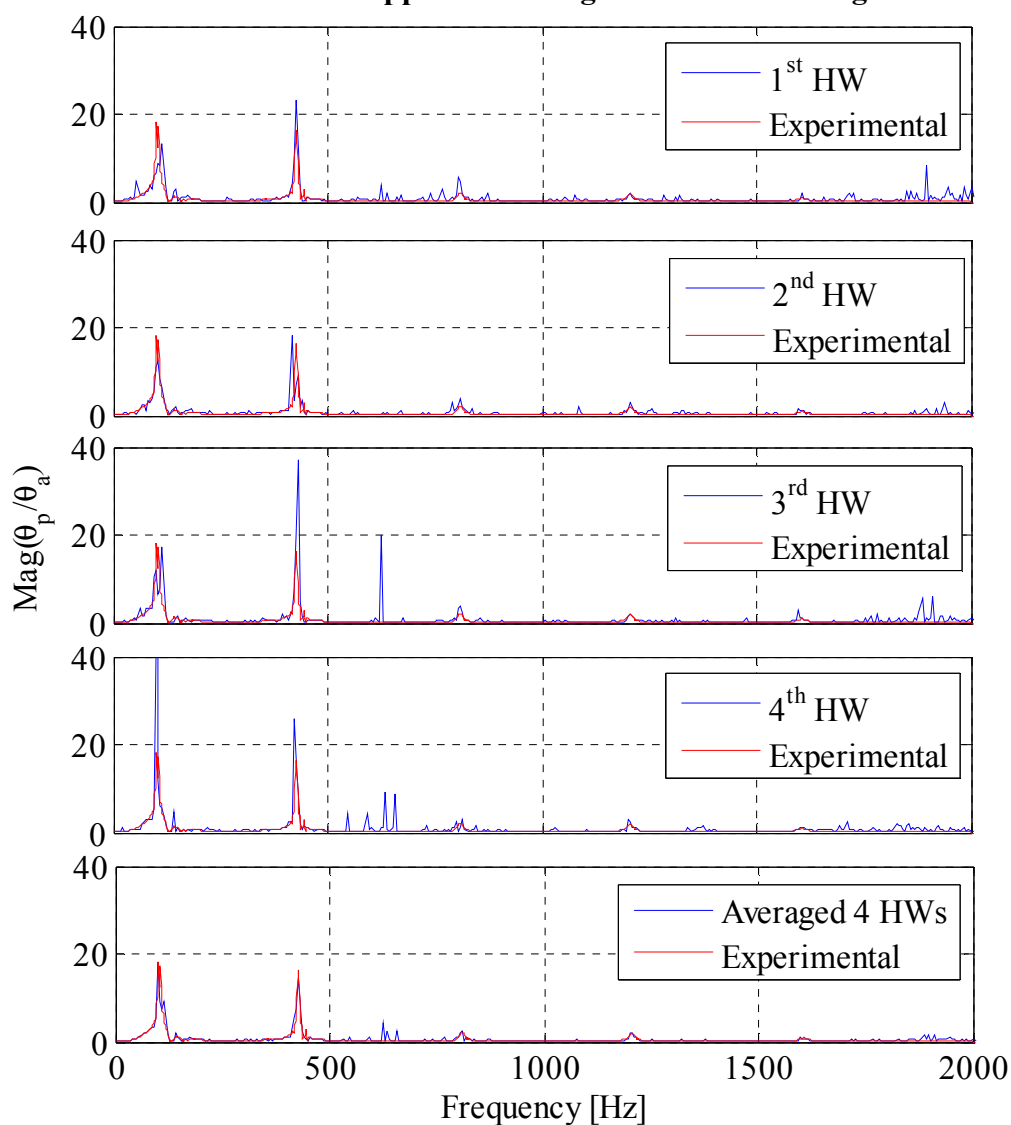 40
20
0
1st HW
Experimental
40
20
0
2nd HW
Experimental
40
20
0
3rd HW
Experimental
40
20
0
4th HW
Experimental
40
20
0
Averaged 4 HWs
Experimental
0 500 1000 1500 2000
Frequency [Hz]
Mag(θp/θa)